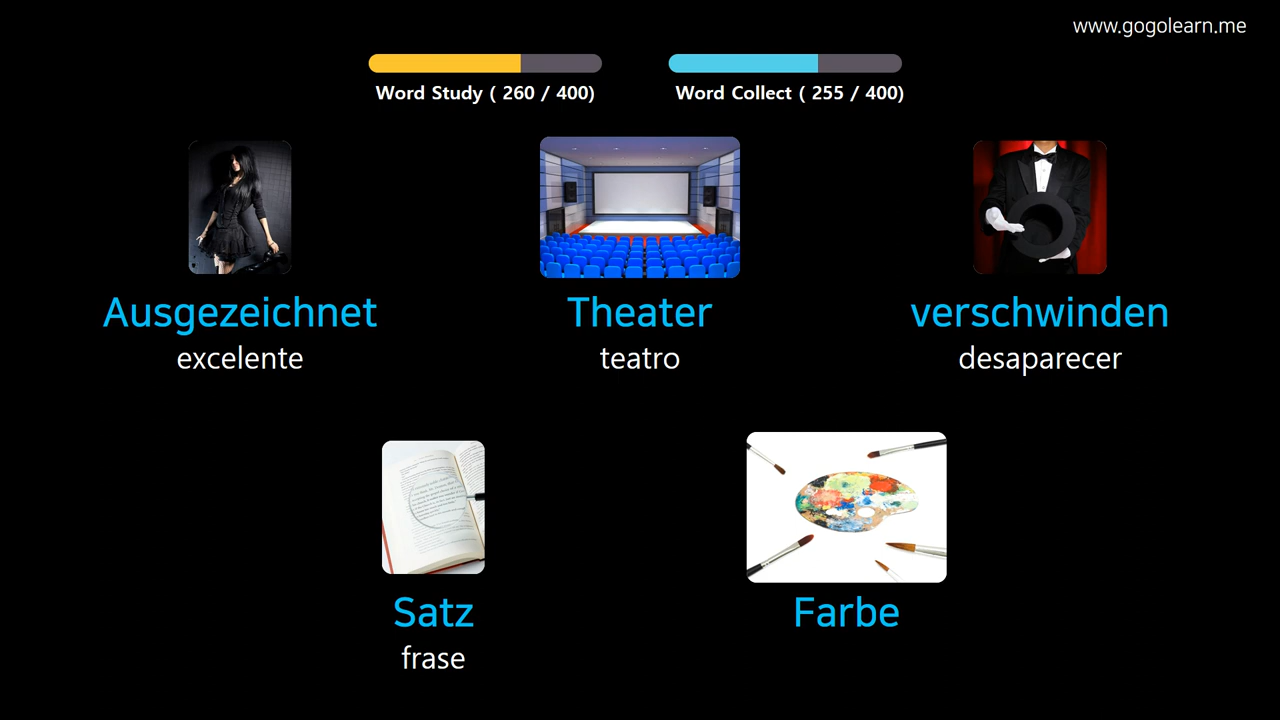 www.gogolearn.me
Word Study ( 260 / 400)
Word Collect ( 255 / 400)
Ausgezeichnet
excelente
Theater
teatro
verschwinden
desaparecer
Satz
frase
Farbe